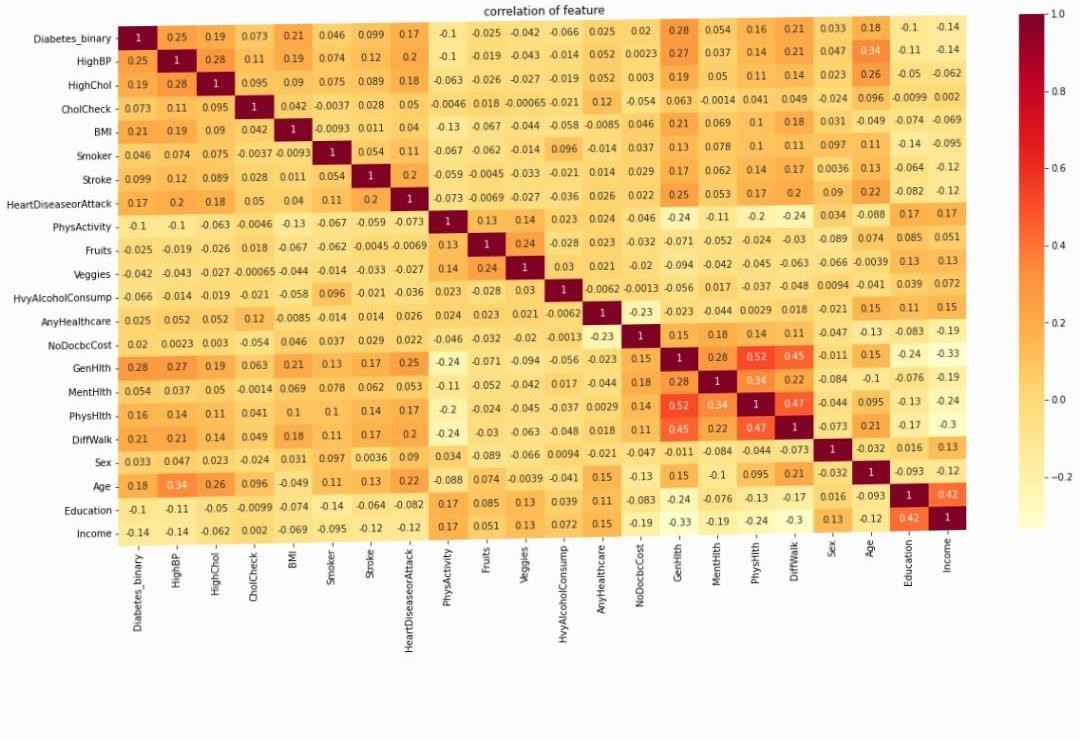 correlation of feature
Diabetes_binary 1 0.25 0.19 0.073 0.21 0.046 0.099 0.17 -0.1 -0.025 -0.042 -0.066 0.025 0.02 0.28 0.054 0.16 0.21 0.033 0.18 -0.1 -0.14
HighBP 0.25 1 0.28 0.11 0.19 0.074 0.12 0.2 -0.1 -0.019 -0.043 -0.014 0.052 0.0023 0.27 0.037 0.14 0.21 0.047 0.34 -0.11 -0.14
HighChol 0.19 0.28 1 0.095 0.09 0.075 0.089 0.18 -0.063 -0.026 -0.027 -0.019 0.052 0.003 0.19 0.05 0.11 0.14 0.023 0.26 -0.05 -0.062
CholCheck 0.073 0.11 0.095 1 0.042 -0.0037 0.028 0.05 -0.0046 0.018 -0.00065 -0.021 0.12 -0.054 0.063 -0.0014 0.041 0.049 -0.024 0.096 -0.0099 0.002
BMI 0.21 0.19 0.09 0.042 1 -0.0093 0.011 0.04 -0.13 -0.067 -0.044 -0.058 -0.0085 0.046 0.21 0.069 0.1 0.18 0.031 -0.049 -0.074 -0.069
Smoker 0.046 0.074 0.075 -0.0037 -0.0093 1 0.054 0.11 -0.067 -0.062 -0.014 0.096 -0.014 0.037 0.13 0.078 0.1 0.11 0.097 0.11 -0.14 -0.095
Stroke 0.099 0.12 0.089 0.028 0.011 0.054 1 0.2 -0.059 -0.0045 -0.033 -0.021 0.014 0.029 0.17 0.062 0.14 0.17 0.0036 0.13 -0.064 -0.12
HeartDiseaseorAttack 0.17 0.2 0.18 0.05 0.04 0.11 0.2 1 -0.073 -0.0069 -0.027 -0.036 0.026 0.022 0.25 0.053 0.17 0.2 0.09 0.22 -0.082 -0.12
PhysActivity -0.1 -0.1 -0.063 -0.0046 -0.13 -0.067 -0.059 -0.073 1 0.13 0.14 0.023 0.024 -0.046 -0.24 -0.11 -0.2 -0.24 0.034 -0.088 0.17 0.17
Fruits -0.025 -0.019 -0.026 0.018 -0.067 -0.062 -0.0045 -0.0069 0.13 1 0.24 -0.028 0.023 -0.032 -0.071 -0.052 -0.024 -0.03 -0.089 0.074 0.085 0.051
Veggies -0.042 -0.043 -0.027 -0.00065 -0.044 -0.014 -0.033 -0.027 0.14 0.24 1 0.03 0.021 -0.02 -0.094 -0.042 -0.045 -0.063 -0.066 -0.0039 0.13 0.13
HvyAlcoholConsump -0.066 -0.014 -0.019 -0.021 -0.058 0.096 -0.021 -0.036 0.023 -0.028 0.03 1 -0.0062 -0.0013 -0.056 0.017 -0.037 -0.048 0.0094 -0.041 0.039 0.072
AnyHealthcare 0.025 0.052 0.052 0.12 -0.0085 -0.014 0.014 0.026 0.024 0.023 0.021 -0.0062 1 -0.23 -0.023 -0.044 0.0029 0.018 -0.021 0.15 0.11 0.15
NoDocbcCost 0.02 0.0023 0.003 -0.054 0.046 0.037 0.029 0.022 -0.046 -0.032 -0.02 -0.0013 -0.23 1 0.15 0.18 0.14 0.11 -0.047 -0.13 -0.083 -0.19
GenHlth 0.28 0.27 0.19 0.063 0.21 0.13 0.17 0.25 -0.24 -0.071 -0.094 -0.056 -0.023 0.15 1 0.28 0.52 0.45 -0.011 0.15 -0.24 -0.33
MentHlth 0.054 0.037 0.05 -0.0014 0.069 0.078 0.062 0.053 -0.11 -0.052 -0.042 0.017 -0.044 0.18 0.28 1 0.34 0.22 -0.084 -0.1 -0.076 -0.19
PhysHlth 0.16 0.14 0.11 0.041 0.1 0.1 0.14 0.17 -0.2 -0.024 -0.045 -0.037 0.0029 0.14 0.52 0.34 1 0.47 -0.044 0.095 -0.13 -0.24
DiffWalk 0.21 0.21 0.14 0.049 0.18 0.11 0.17 0.2 -0.24 -0.03 -0.063 -0.048 0.018 0.11 0.45 0.22 0.47 1 -0.073 0.21 -0.17 -0.3
Sex 0.033 0.047 0.023 -0.024 0.031 0.097 0.0036 0.09 0.034 -0.089 -0.066 0.0094 -0.021 -0.047 -0.011 -0.084 -0.044 -0.073 1 -0.032 0.016 0.13
Age 0.18 0.34 0.26 0.096 -0.049 0.11 0.13 0.22 -0.088 0.074 -0.0039 -0.041 0.15 -0.13 0.15 -0.1 0.095 0.21 -0.032 1 -0.093 -0.12
Education -0.1 -0.11 -0.05 -0.0099 -0.074 -0.14 -0.064 -0.082 0.17 0.085 0.13 0.039 0.11 -0.083 -0.24 -0.076 -0.13 -0.17 0.016 -0.093 1 0.42
Income -0.14 -0.14 -0.062 0.002 -0.069 -0.095 -0.12 -0.12 0.17 0.051 0.13 0.072 0.15 -0.19 -0.33 -0.19 -0.24 -0.3 0.13 -0.12 0.42 1
Diabetes_binary HighBP HighChol CholCheck BMI Smoker Stroke HeartDiseaseorAttack PhysActivity Fruits Veggies HvyAlcoholConsump AnyHealthcare NoDocbcCost GenHlth MentHlth PhysHlth DiffWalk Sex Age Education Income
1.0
0.8
0.6
0.4
0.2
0.0
−0.2